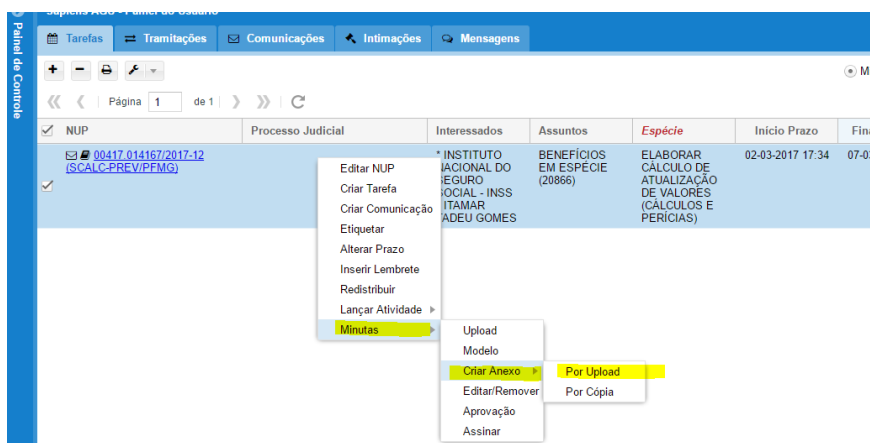 Sapiens AGU - Painel do Usuário
Painel de Controle
Tarefas Tramitações Comunicações Intimações Mensagens
M
Página 1 de 1
NUP Processo Judicial Interessados Assuntos Espécie Inicio Prazo Fina
00417.014167/2017-12
(SCALC-PREV/PFMG)
* INSTITUTO
NACIONAL DO
SEGURO
SOCIAL - INSS
ITAMAR
TADEU GOMES
BENEFÍCIOS
EM ESPÉCIE
(20866)
ELABORAR
CÁLCULO DE
ATUALIZAÇÃO
DE VALORES
(CÁLCULOS E
PERÍCIAS)
02-03-2017 17:34
07-03
Editar NUP
Criar Tarefa
Criar Comunicação
Etiquetar
Alterar Prazo
Inserir Lembrete
Redistribuir
Lançar Atividade
Minutas
Upload
Modelo
Criar Anexo
Editar/Remover
Aprovação
Assinar
Por Upload
Por Cópia